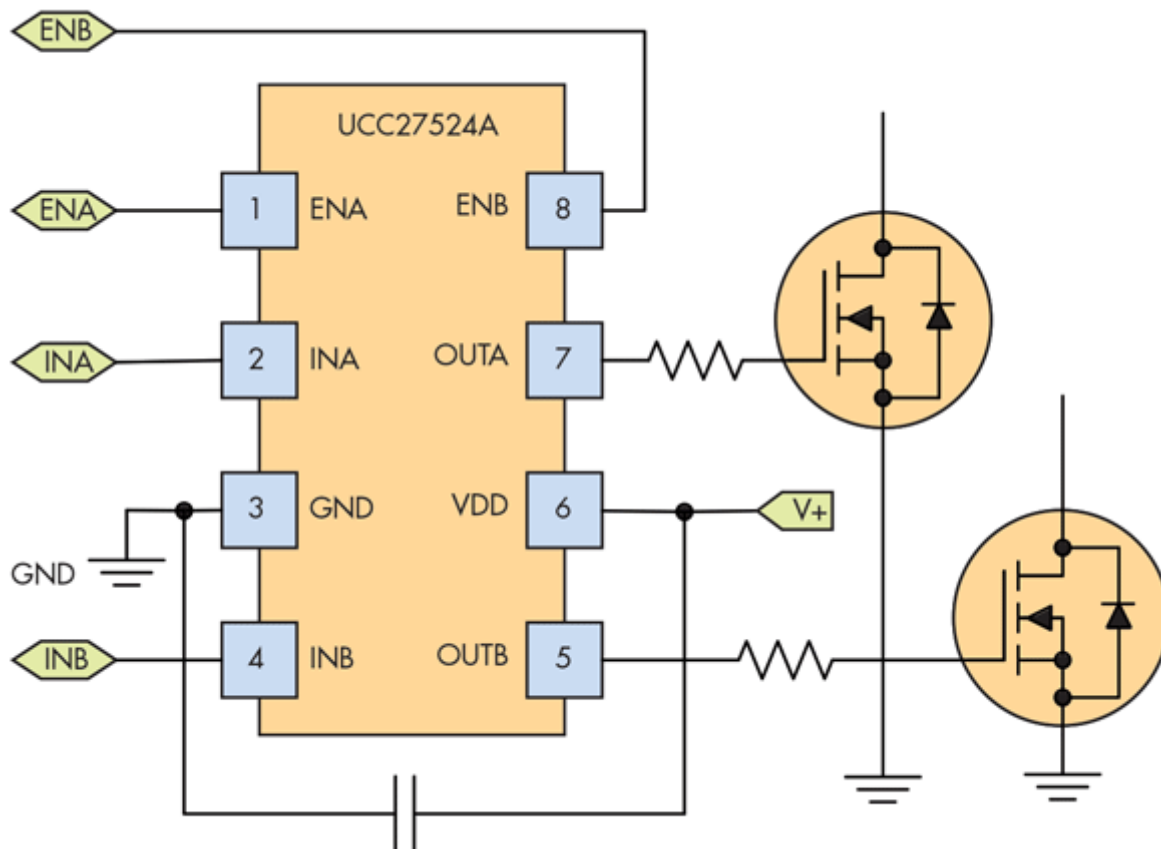 ENB
UCC27524A
ENA
1
ENA
ENB
8
INA
2
INA
OUTA
7
3
GND
VDD
6
V+
GND
INB
4
INB
OUTB
5